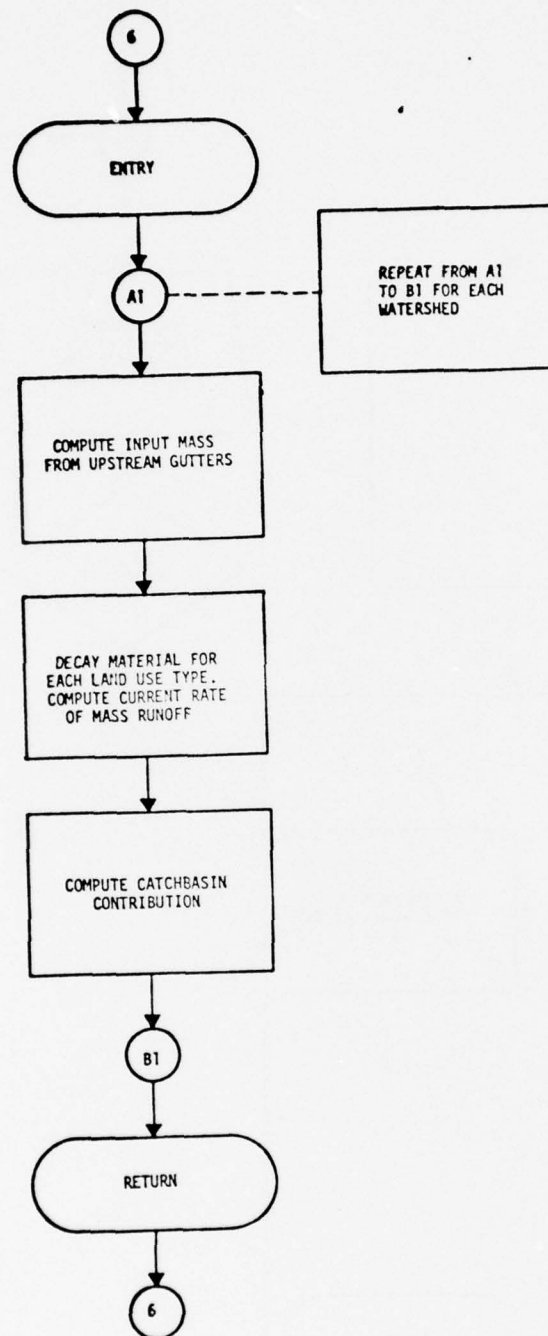 6
ENTRY
A1
REPEAT FROM A1
TO B1 FOR EACH
WATERSHED
COMPUTE INPUT MASS
FROM UPSTREAM GUTTERS
DECAY MATERIAL FOR
EACH LAND USE TYPE.
COMPUTE CURRENT RATE
OF MASS RUNOFF
COMPUTE CATCHBASIN
CONTRIBUTION
B1
RETURN
6